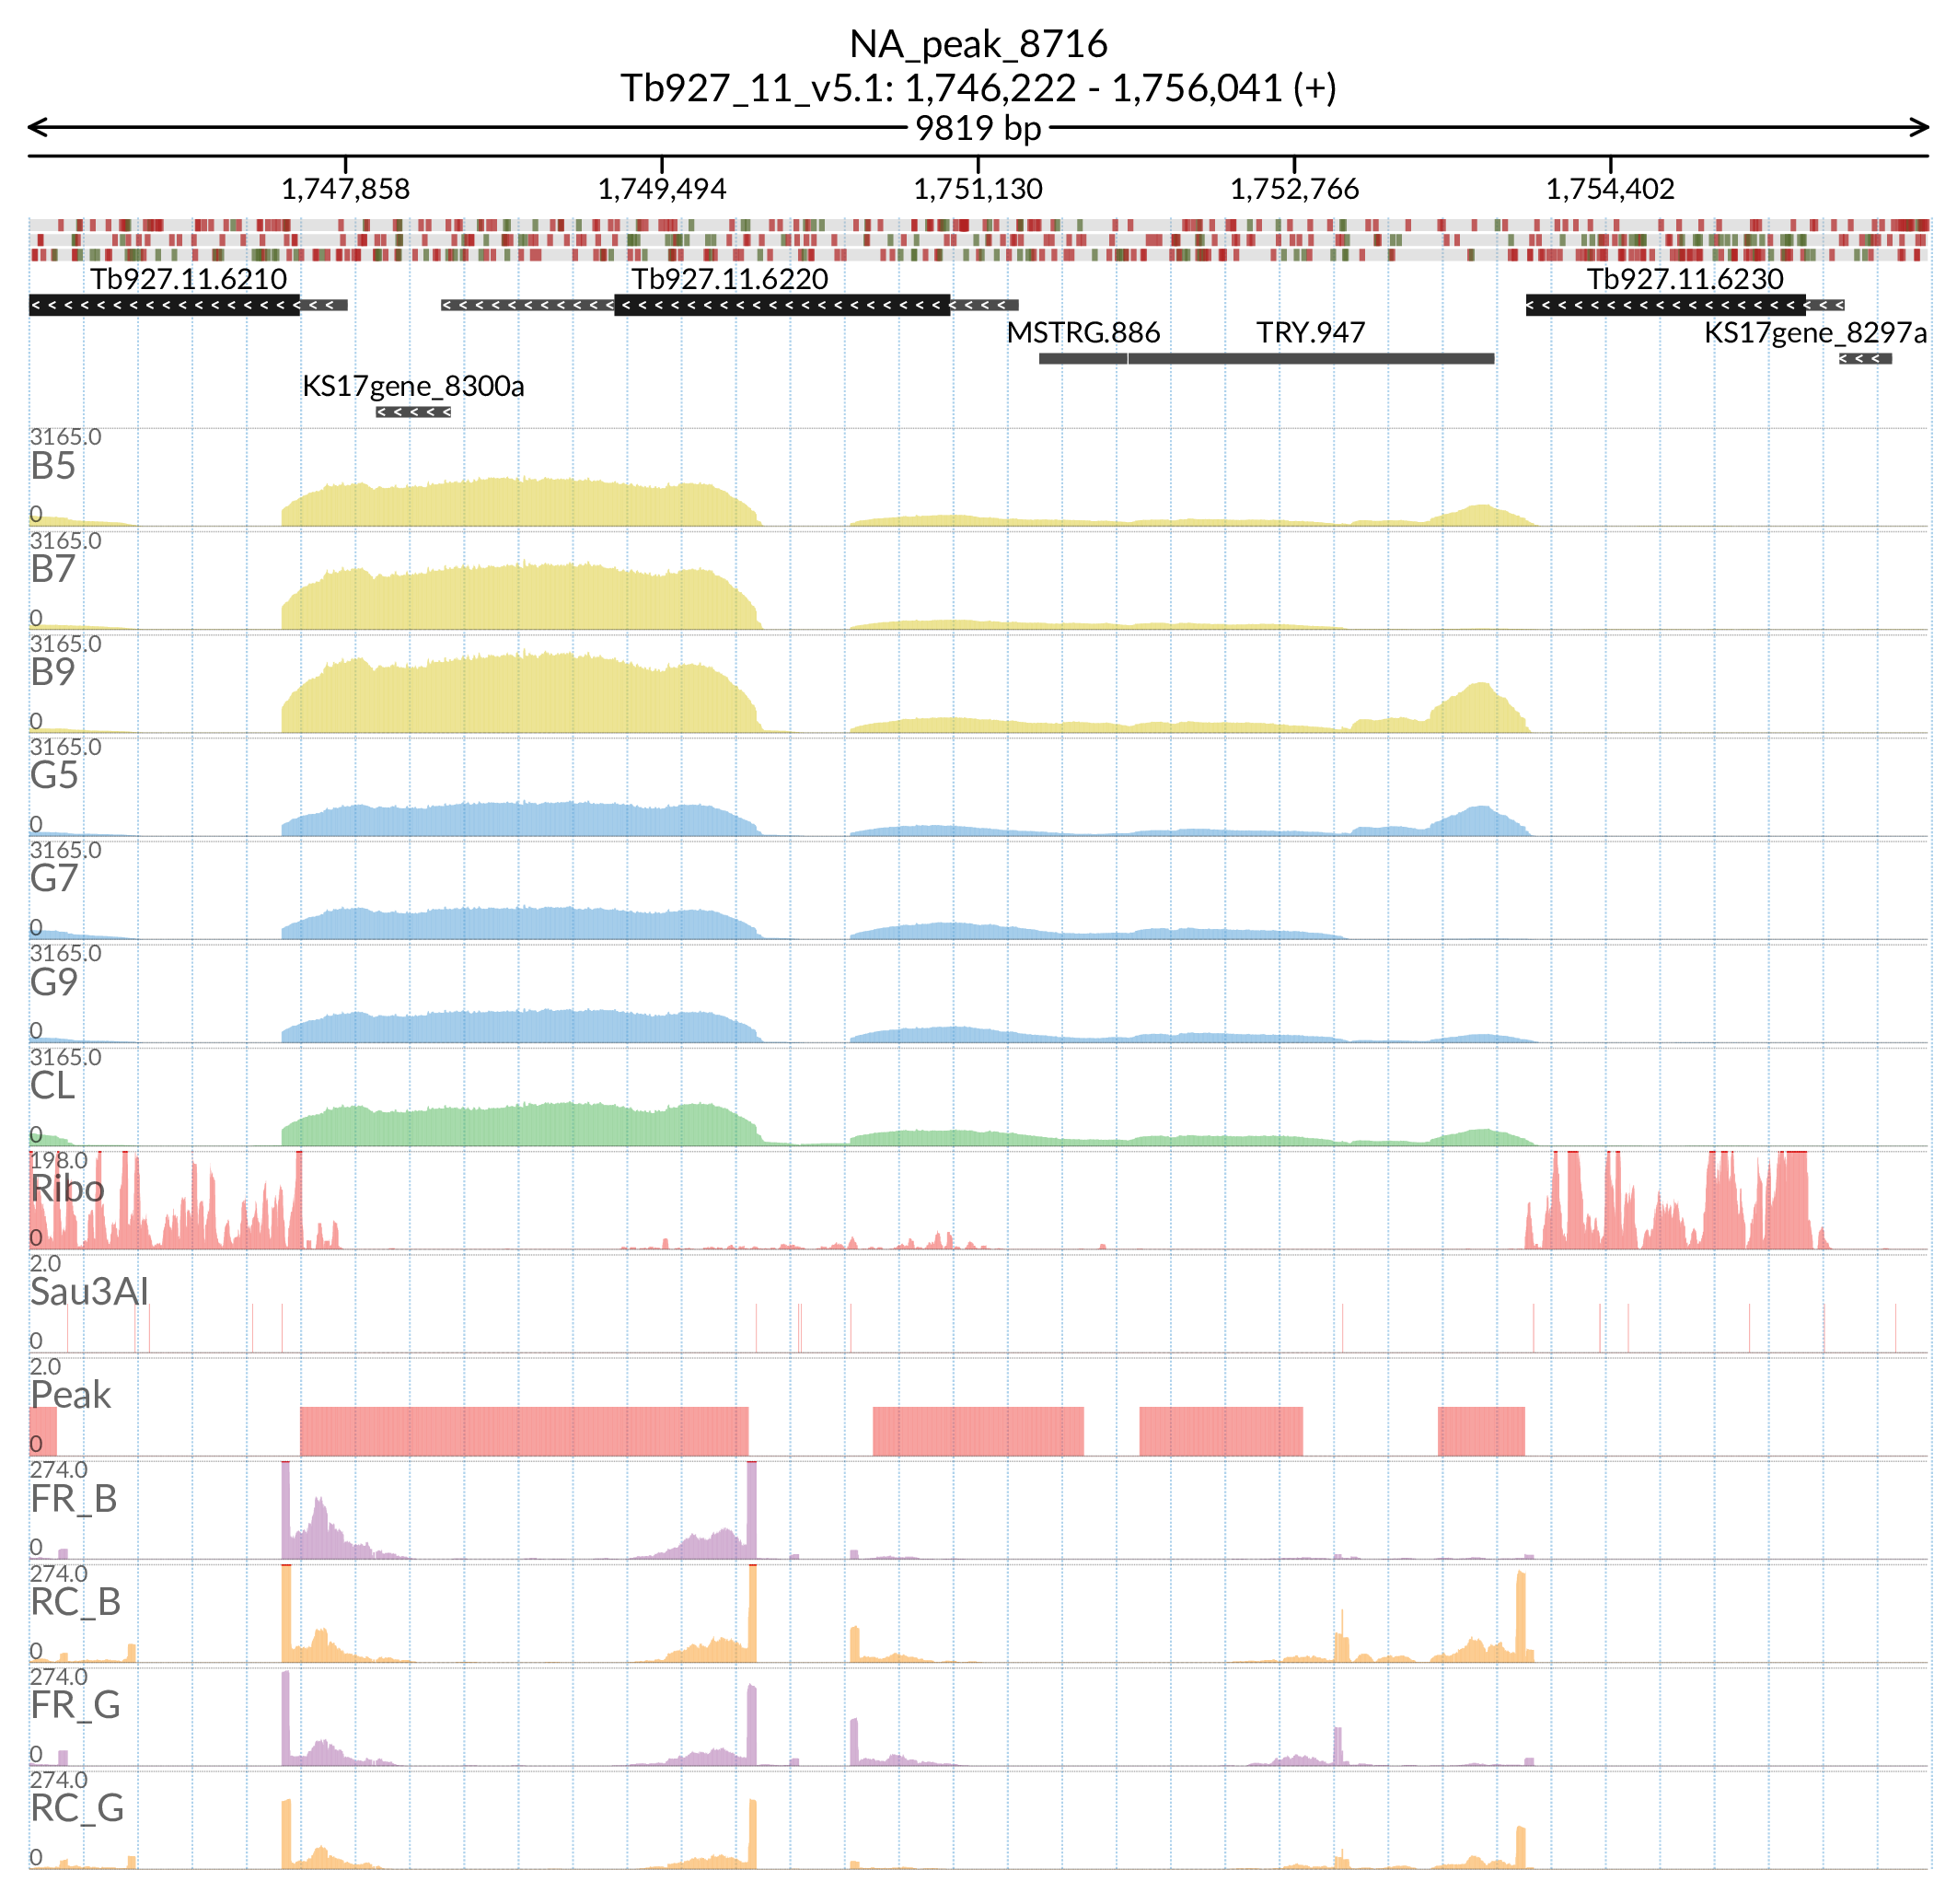 NA_peak_8716
Tb927_11_v5.1: 1,746,222 - 1,756,041 (+)
9819 bp
1,747,858 1,749,494 1,751,130 1,752,766 1,754,402
Tb927.11.6210 Tb927.11.6220 Tb927.11.6230
MSTRG.886 TRY.947 KS17gene_8297a
KS17gene_8300a
3165.0
B5
0
3165.0
B7
0
3165.0
B9
0
3165.0
G5
0
3165.0
G7
0
3165.0
G9
0
3165.0
CL
0
198.0
Ribo
0
2.0
Sau3AI
0
2.0
Peak
0
274.0
FR_B
0
274.0
RC_B
0
274.0
FR_G
0
274.0
RC_G
0